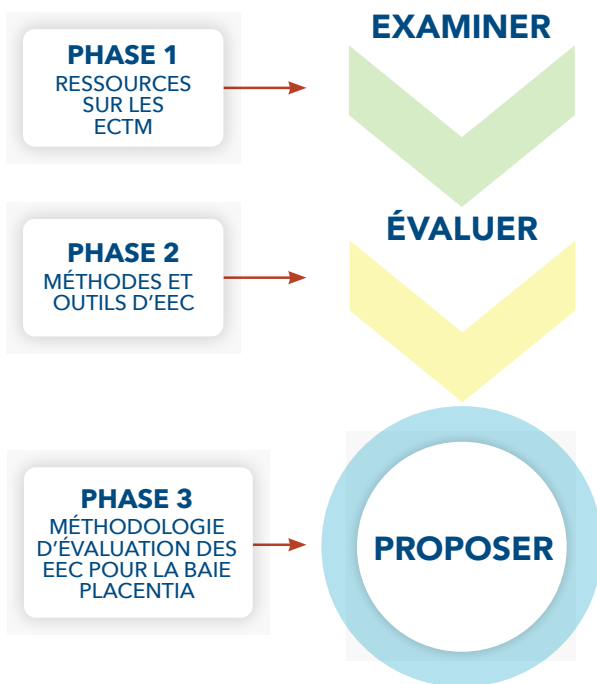 PHASE 1
RESSOURCES
SUR LES
ECTM
EXAMINER
PHASE 2
MÉTHODES ET
OUTILS D'EEC
ÉVALUER
PHASE 3
MÉTHODOLOGIE
D'ÉVALUATION DES
EEC POUR LA BAIE
PLACENTIA
PROPOSER